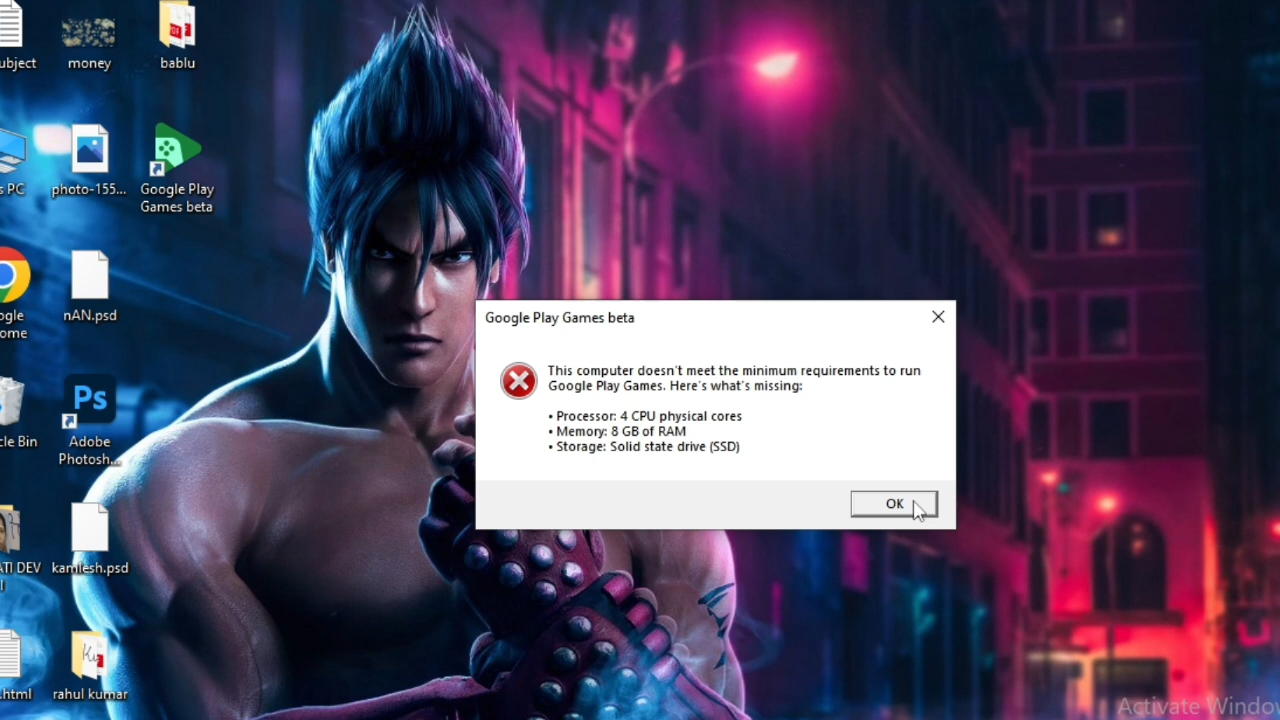 ubject
money
bablu
s PC
photo-155...
Google Play
Games beta
ogle
ome
nAN.psd
Google Play Games beta
This computer doesn't meet the minimum requirements to run
Google Play Games. Here's what's missing:
• Processor: 4 CPU physical cores
• Memory: 8 GB of RAM
• Storage: Solid state drive (SSD)
OK
Ps
cle Bin
Adobe
Photosh...
ATI DEV
l
kamlesh.psd
.html
rahul kumar
Activate Window